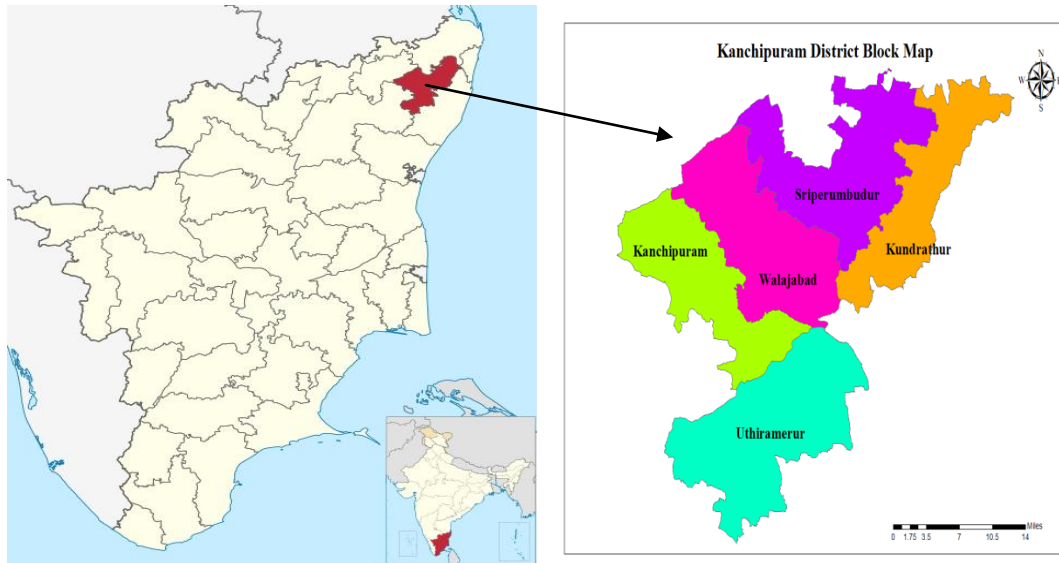 Kanchipuram District Block Map
N
W
E
S
Sriperumbudur
Kanchipuram
Kundrathur
Walajabad
Uthiramerur
Miles
0 1.75 3.5 7 10.5 14